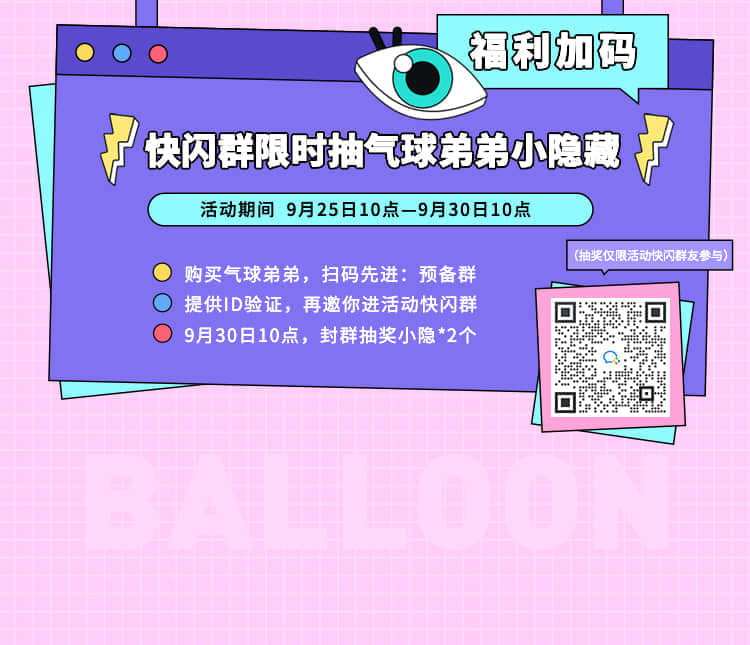 福利加码
快闪群限时抽气球弟弟小隐藏
活动期间 9月25日10点—9月30日10点
(抽奖仅限活动快闪群友参与)
购买气球弟弟，扫码先进：预备群
提供ID验证，再邀你进活动快闪群
9月30日10点，封群抽奖小隐*2个
BALLOON